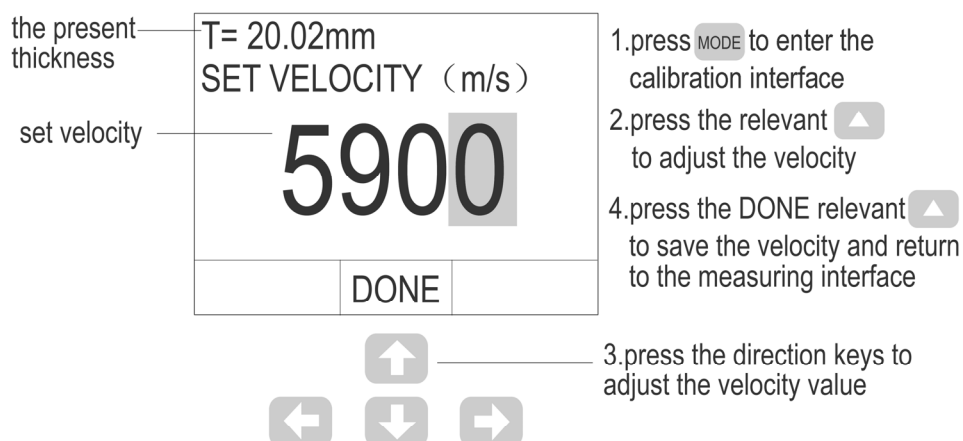 the present
thickness
T= 20.02mm
SET VELOCITY （m/s）
set velocity
5900
DONE
1.press MODE to enter the
calibration interface
2.press the relevant
to adjust the velocity
4.press the DONE relevant
to save the velocity and return
to the measuring interface
3.press the direction keys to
adjust the velocity value